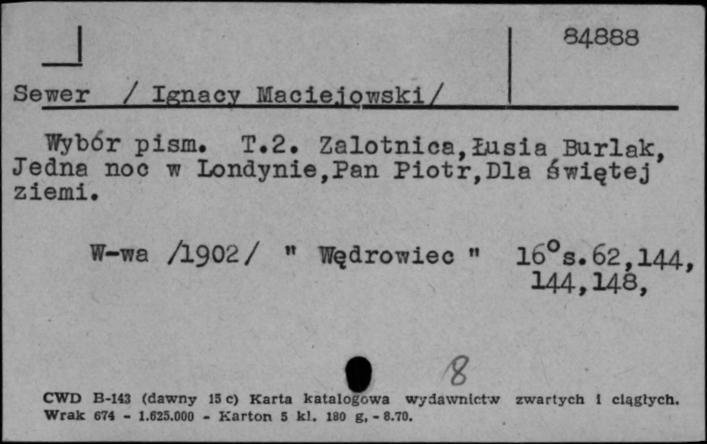 84888
Sewer / Ignacy Maciejowski/
Wybór pism. T.2. Zalotnica,Łusia Burlak,
Jedna noc w Londynie,Pan Piotr,Dla świętej
ziemi.
W-wa /1902/ " Wędrowiec " 16°s.62,144,
144,148,
8
CWD B-143 (dawny 15 c) Karta katalogowa wydawnictw zwartych i ciągłych.
Wrak 674 - 1.625.000 - Karton 5 kl. 180 g. - 8.70.